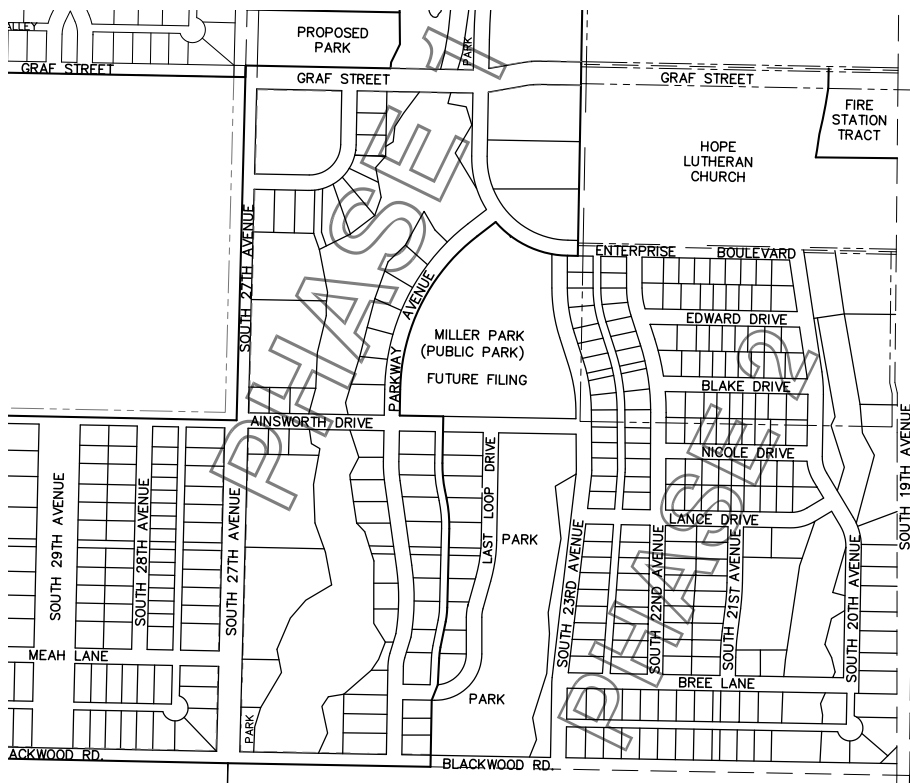 ALLEY
PROPOSED
PARK
PARK
GRAF STREET
GRAF STREET
GRAF STREET
FIRE
STATION
TRACT
HOPE
LUTHERAN
CHURCH
PHASE 1
SOUTH 27TH AVENUE
ENTERPRISE BOULEVARD
PARKWAY AVENUE
EDWARD DRIVE
MILLER PARK
(PUBLIC PARK)
FUTURE FILING
BLAKE DRIVE
AINSWORTH DRIVE
NICOLE DRIVE
PHASE 2
SOUTH 19TH AVENUE
LAST LOOP DRIVE
SOUTH 29TH AVENUE
SOUTH 28TH AVENUE
SOUTH 27TH AVENUE
LANCE DRIVE
PARK
SOUTH 23RD AVENUE
SOUTH 22ND AVENUE
SOUTH 21ST AVENUE
SOUTH 20TH AVENUE
MEAH LANE
BREE LANE
PARK
PARK
ACKWOOD RD.
BLACKWOOD RD.